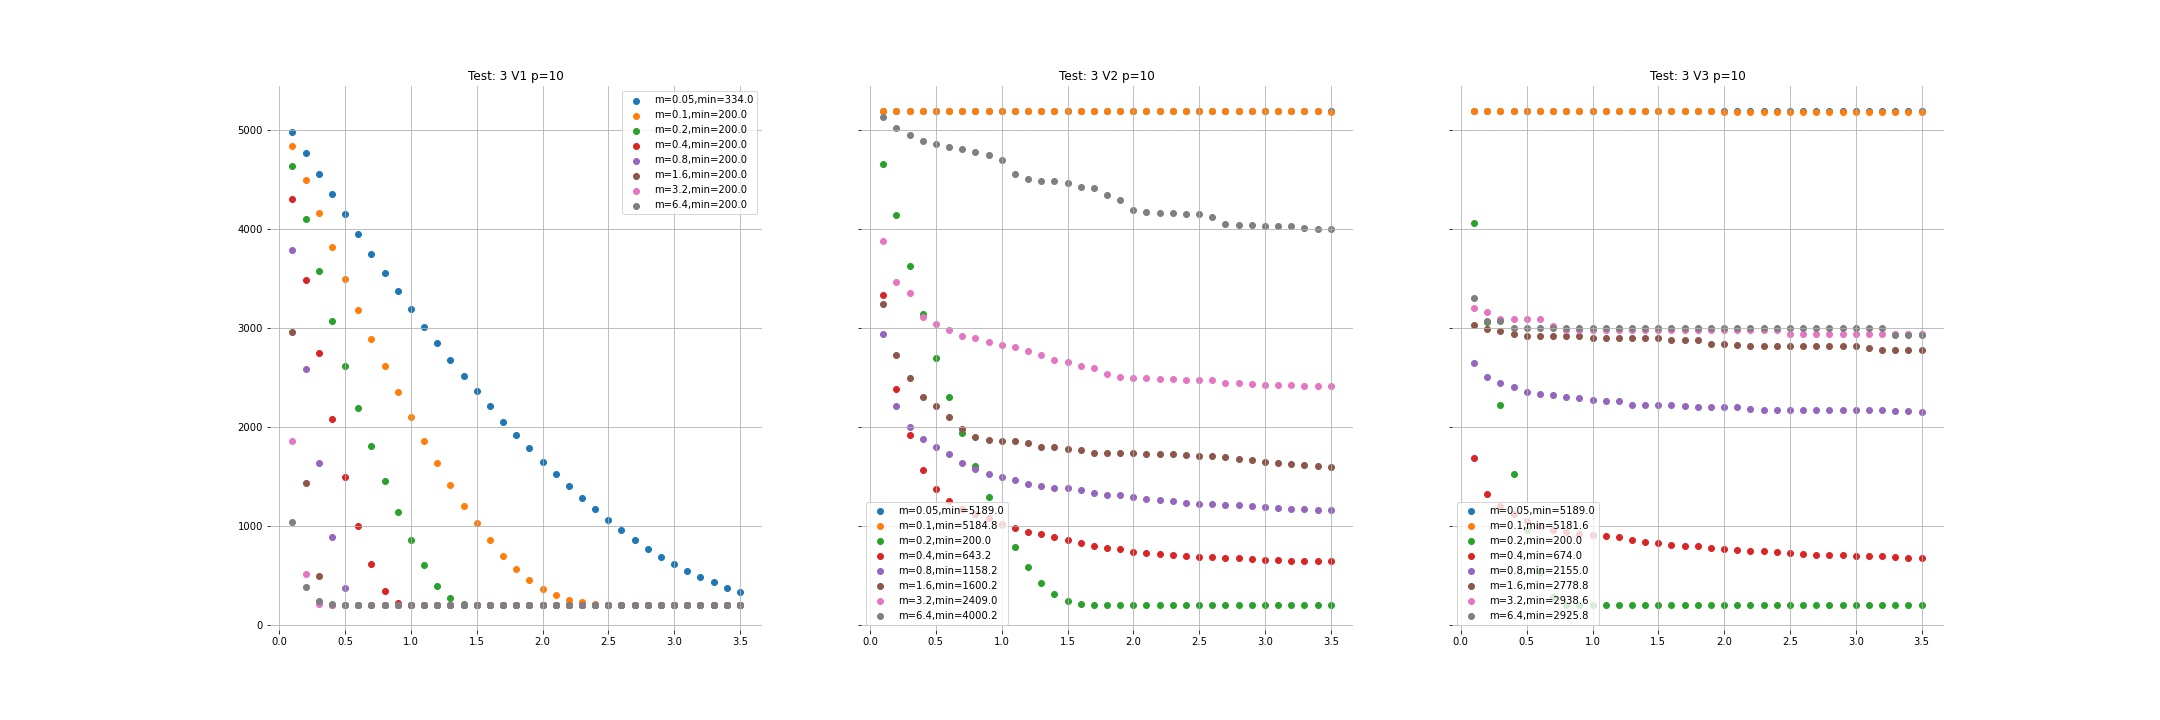 Test: 3 V1 p=10
m=0.05,min=334.0
m=0.1,min=200.0
m=0.2,min=200.0
m=0.4,min=200.0
m=0.8,min=200.0
m=1.6,min=200.0
m=3.2,min=200.0
m=6.4,min=200.0
5000
4000
3000
2000
1000
0
0.0 0.5 1.0 1.5 2.0 2.5 3.0 3.5
Test: 3 V2 p=10
m=0.05,min=5189.0
m=0.1,min=5184.8
m=0.2,min=200.0
m=0.4,min=643.2
m=0.8,min=1158.2
m=1.6,min=1600.2
m=3.2,min=2409.0
m=6.4,min=4000.2
0.0 0.5 1.0 1.5 2.0 2.5 3.0 3.5
Test: 3 V3 p=10
m=0.05,min=5189.0
m=0.1,min=5181.6
m=0.2,min=200.0
m=0.4,min=674.0
m=0.8,min=2155.0
m=1.6,min=2778.8
m=3.2,min=2938.6
m=6.4,min=2925.8
0.0 0.5 1.0 1.5 2.0 2.5 3.0 3.5